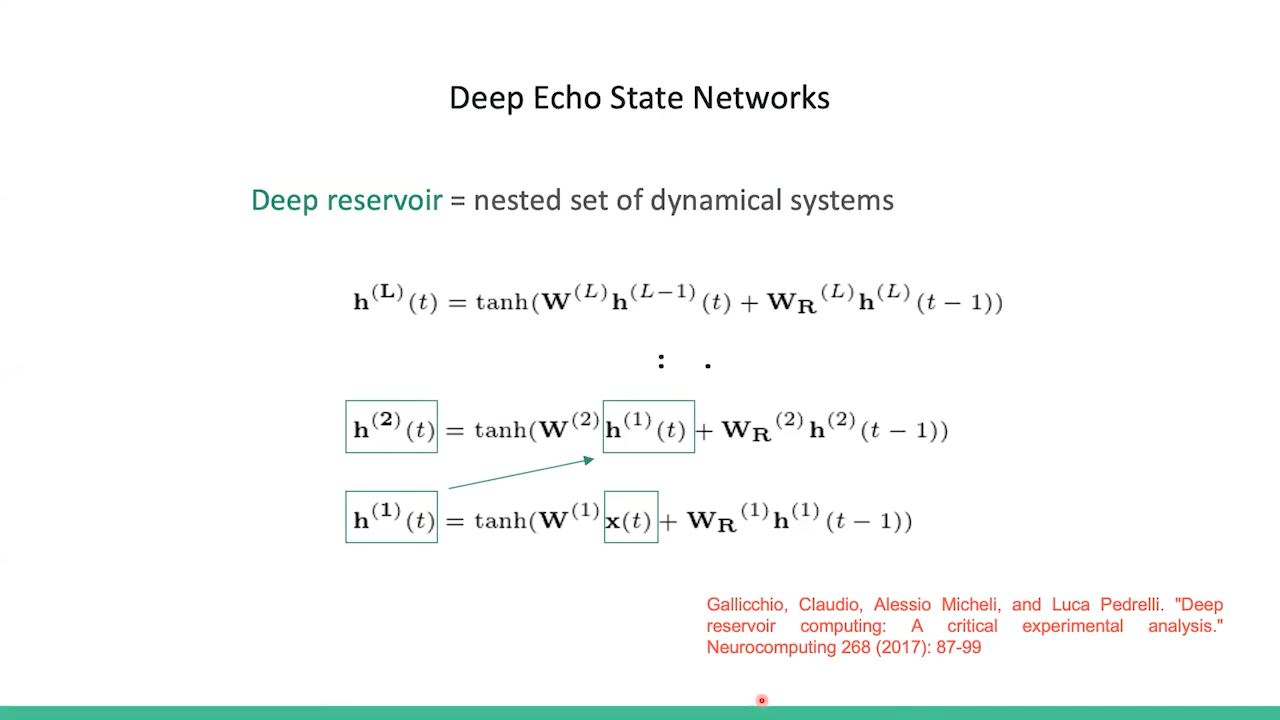 Deep Echo State Networks
Deep reservoir = nested set of dynamical systems
𝐡^(𝐋)(t) = tanh(𝐖^(L)𝐡^(L−1)(t) + 𝐖_𝐑^(L)𝐡^(L)(t − 1))
: .
𝐡^(𝟐)(t) = tanh(𝐖^(2)𝐡^(1)(t) + 𝐖_𝐑^(2)𝐡^(2)(t − 1))
𝐡^(𝟏)(t) = tanh(𝐖^(1)𝐱(t) + 𝐖_𝐑^(1)𝐡^(1)(t − 1))
Gallicchio, Claudio, Alessio Micheli, and Luca Pedrelli. "Deep
reservoir computing: A critical experimental analysis."
Neurocomputing 268 (2017): 87-99